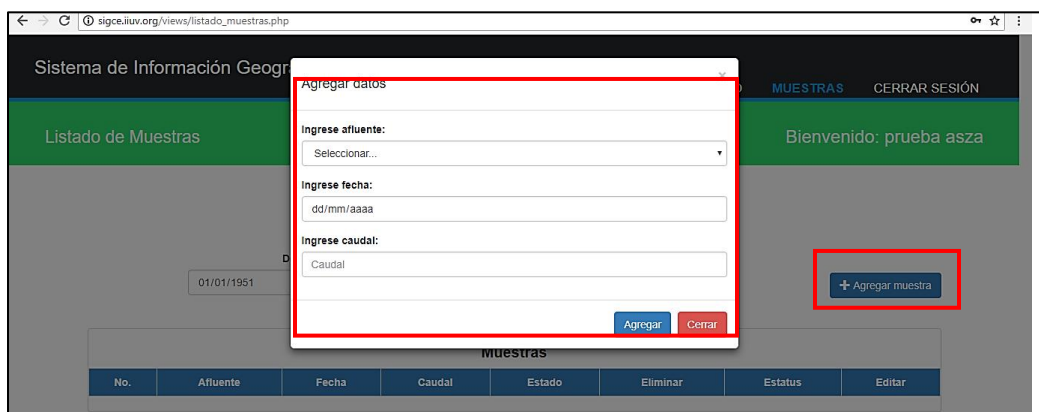 sigce.iiuv.org/views/listado_muestras.php
Sistema de Información Geogr
MUESTRAS CERRAR SESIÓN
Listado de Muestras
Bienvenido: prueba asza
Agregar datos
×
Ingrese afluente:
Seleccionar...
Ingrese fecha:
dd/mm/aaaa
Ingrese caudal:
Caudal
Agregar Cerrar
D
01/01/1951
Agregar muestra
Muestras
No. Afluente Fecha Caudal Estado Eliminar Estatus Editar